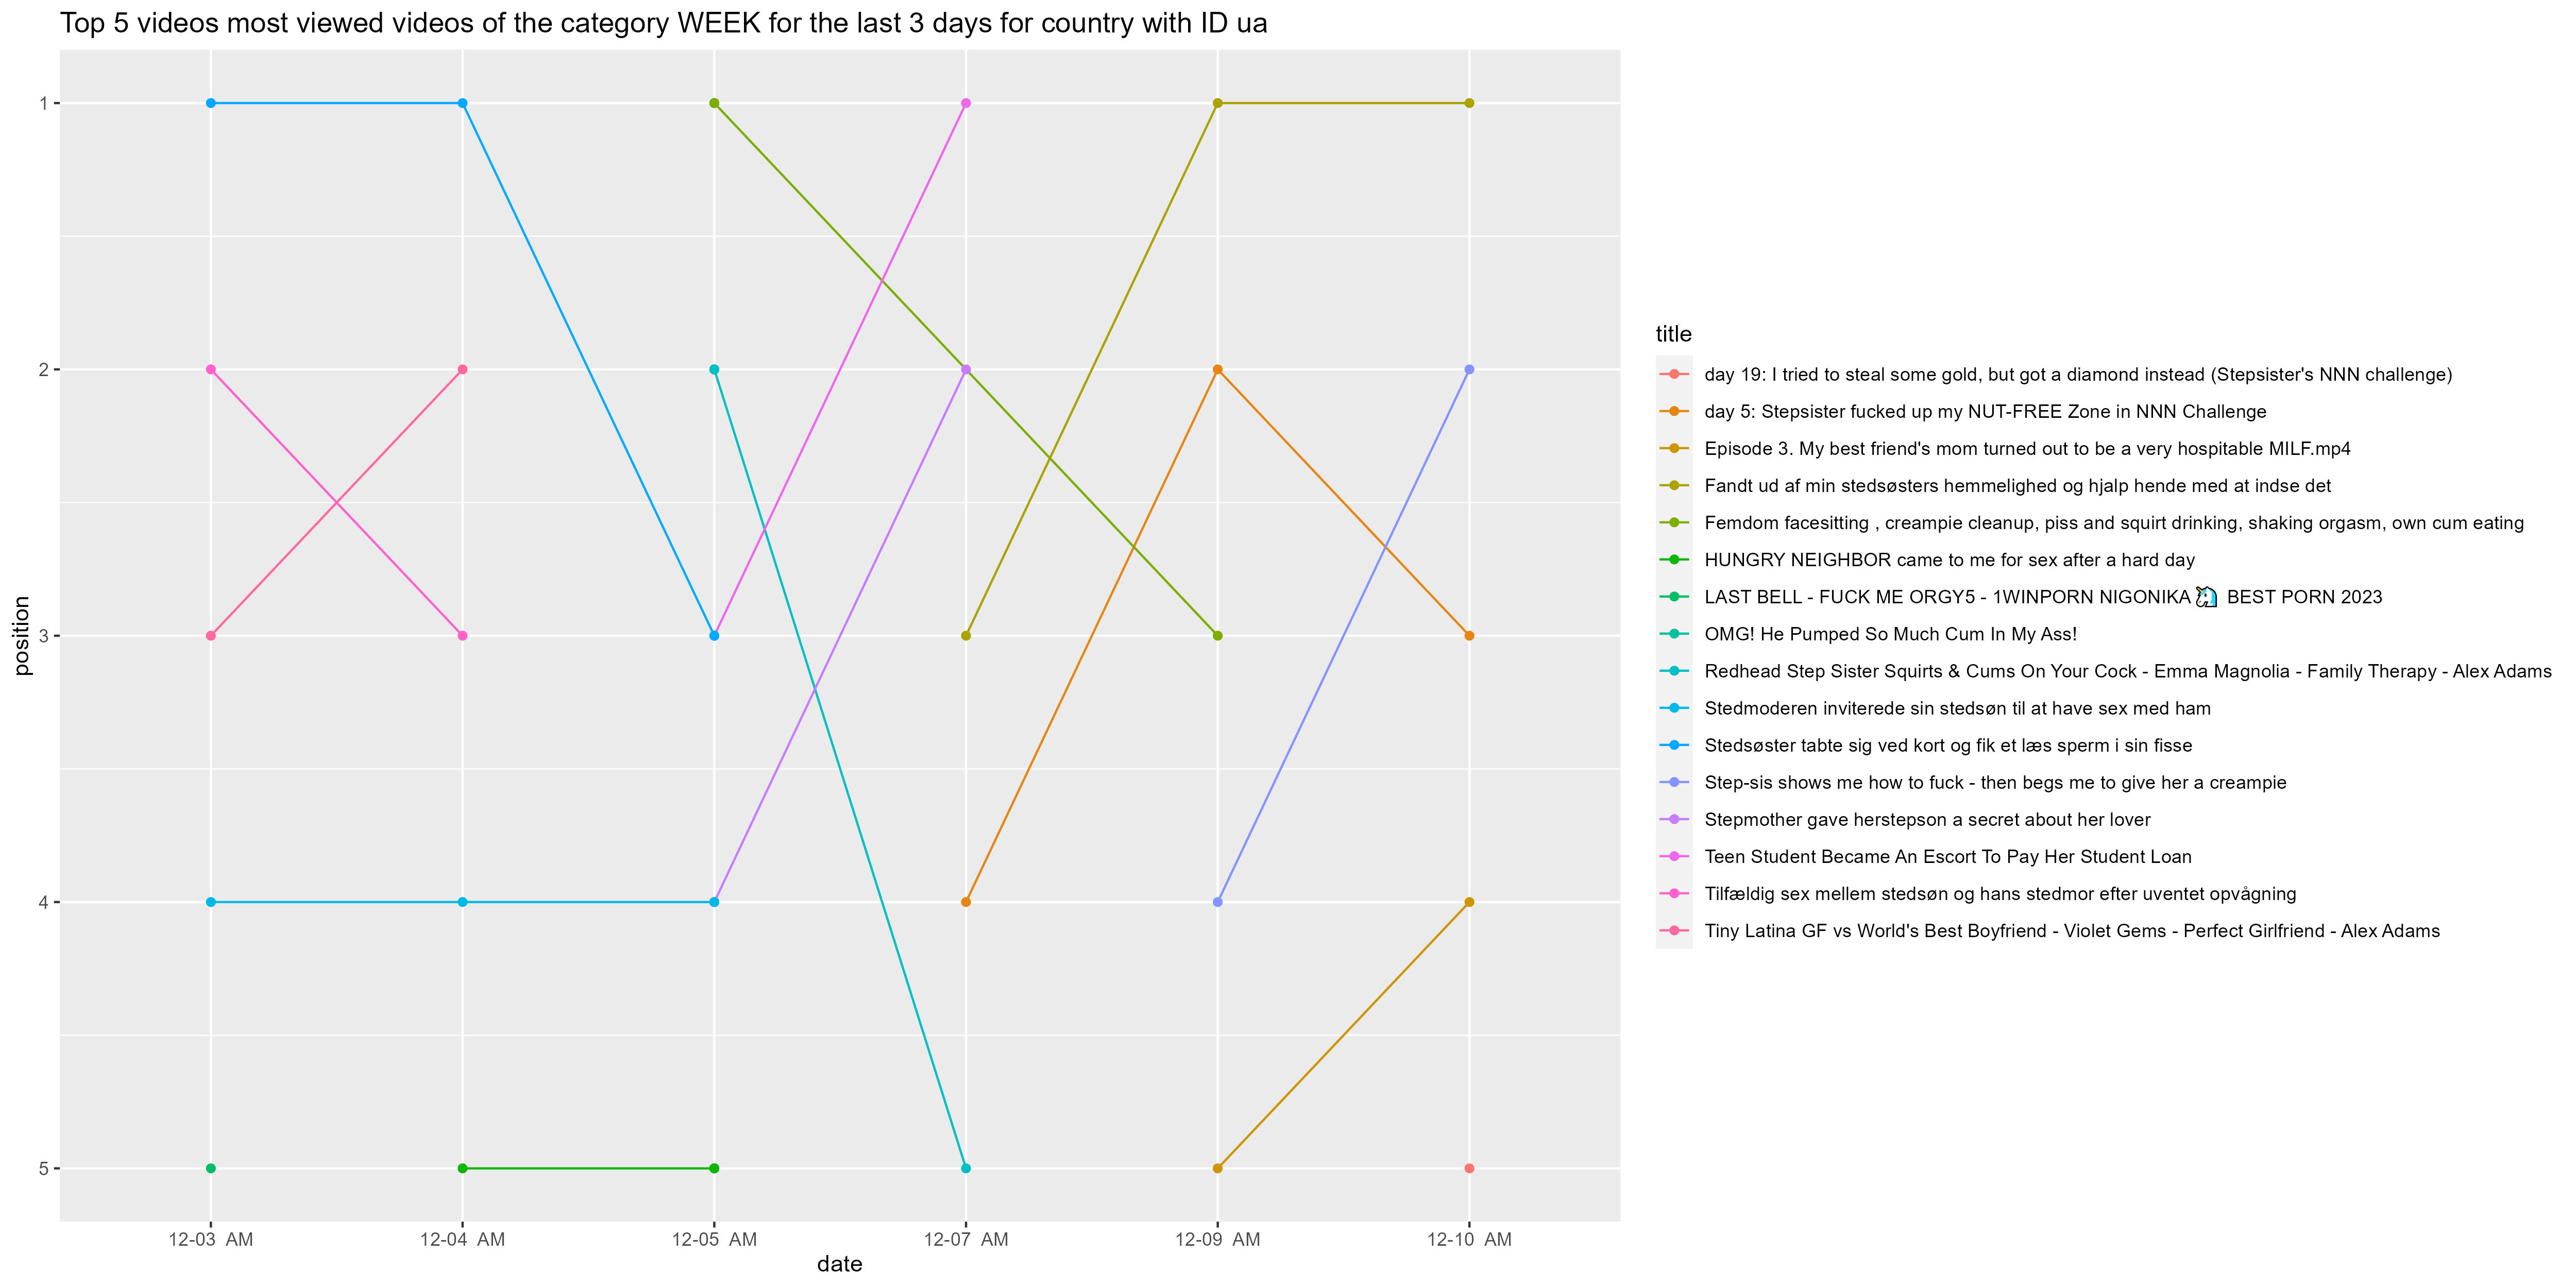 Top 5 videos most viewed videos of the category WEEK for the last 3 days for country with ID ua
1
2
3
4
5
position
12-03 AM
12-04 AM
12-05 AM
12-07 AM
12-09 AM
12-10 AM
date
title
day 19: I tried to steal some gold, but got a diamond instead (Stepsister's NNN challenge)
day 5: Stepsister fucked up my NUT-FREE Zone in NNN Challenge
Episode 3. My best friend's mom turned out to be a very hospitable MILF.mp4
Fandt ud af min stedsøsters hemmelighed og hjalp hende med at indse det
Femdom facesitting , creampie cleanup, piss and squirt drinking, shaking orgasm, own cum eating
HUNGRY NEIGHBOR came to me for sex after a hard day
LAST BELL - FUCK ME ORGY5 - 1WINPORN NIGONIKA🦄 BEST PORN 2023
OMG! He Pumped So Much Cum In My Ass!
Redhead Step Sister Squirts & Cums On Your Cock - Emma Magnolia - Family Therapy - Alex Adams
Stedmoderen inviterede sin stedsøn til at have sex med ham
Stedsøster tabte sig ved kort og fik et læs sperm i sin fisse
Step-sis shows me how to fuck - then begs me to give her a creampie
Stepmother gave herstepson a secret about her lover
Teen Student Became An Escort To Pay Her Student Loan
Tilfældig sex mellem stedsøn og hans stedmor efter uventet opvågning
Tiny Latina GF vs World's Best Boyfriend - Violet Gems - Perfect Girlfriend - Alex Adams